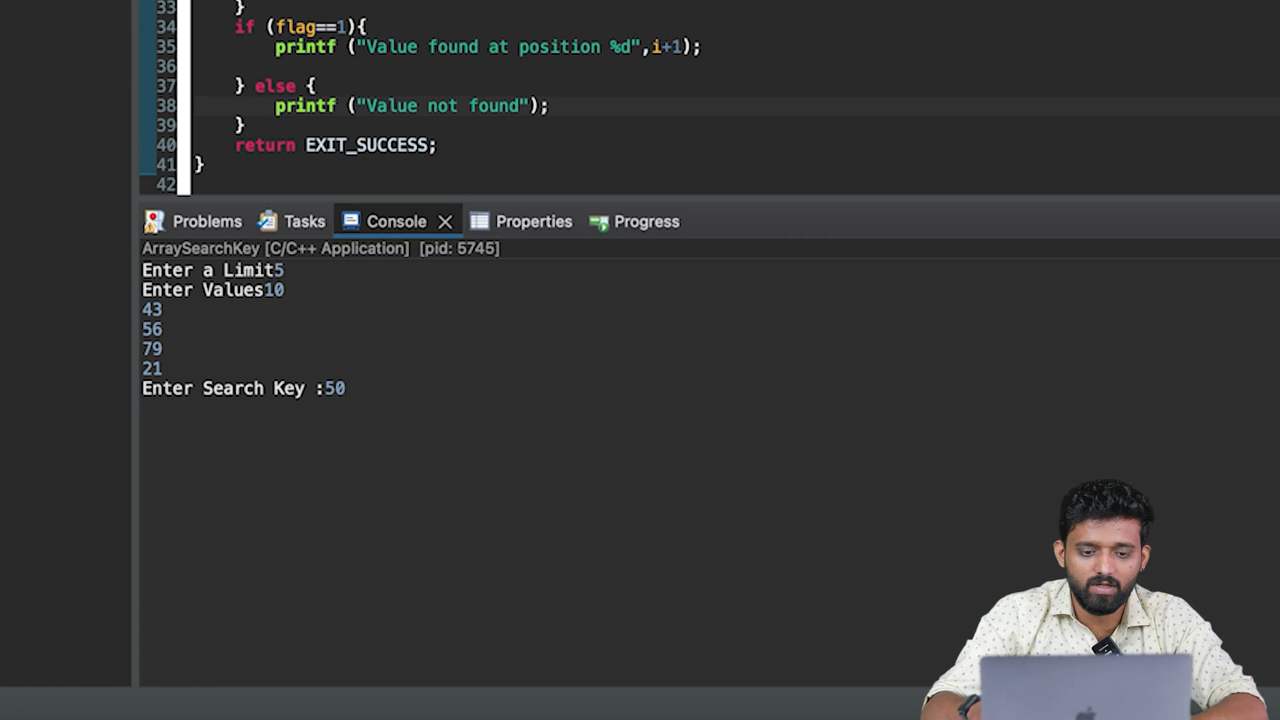 33 }
34 if (flag==1){
35 printf ("Value found at position %d",i+1);
36
37 } else {
38 printf ("Value not found");
39 }
40 return EXIT_SUCCESS;
41 }
42
Problems Tasks Console Properties Progress
ArraySearchKey [C/C++ Application] [pid: 5745]
Enter a Limit5
Enter Values10
43
56
79
21
Enter Search Key :50